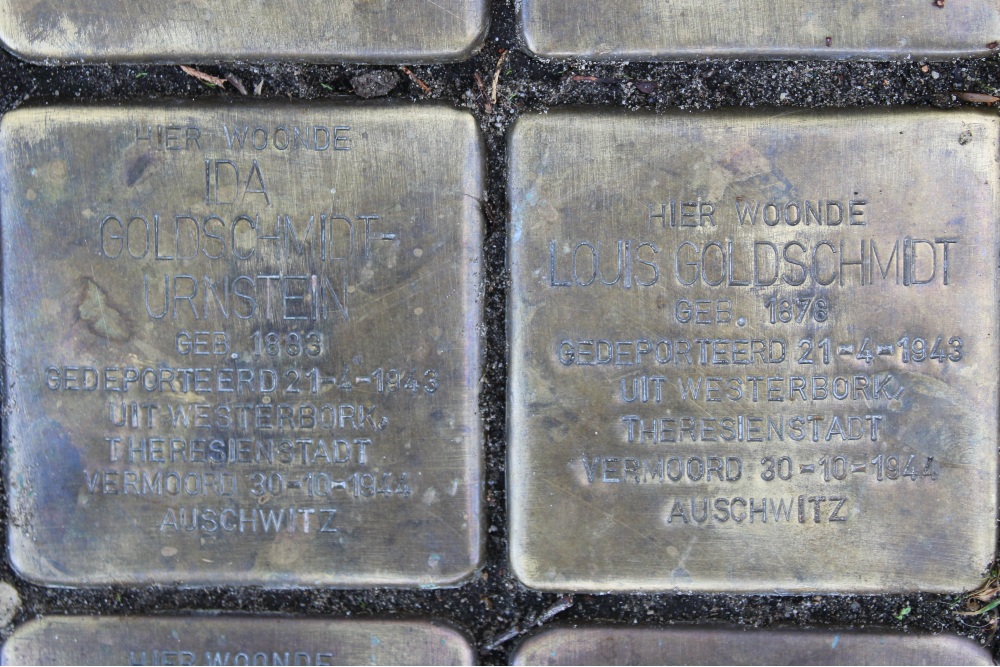 HIER WOONDE
IDA
GOLDSCHMIDT-
URNSTEIN
GEB. 1883
GEDEPORTEERD 21-4-1943
UIT WESTERBORK,
THERESIENSTADT
VERMOORD 30-10-1944
AUSCHWITZ
HIER WOONDE
LOUIS GOLDSCHMIDT
GEB. 1878
GEDEPORTEERD 21-4-1943
UIT WESTERBORK,
THERESIENSTADT
VERMOORD 30-10-1944
AUSCHWITZ
HIER WOONDE